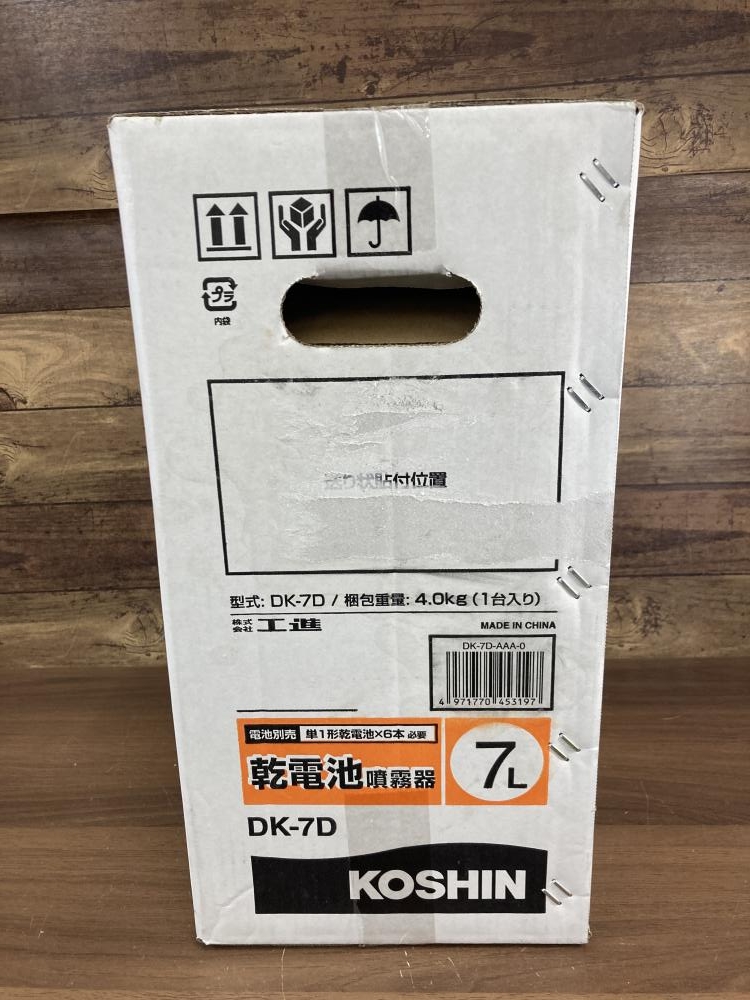 プラ
内袋
送り状貼付位置
型式: DK-7D / 梱包重量: 4.0kg (1台入り)
株式会社 工進
MADE IN CHINA
DK-7D-AAA-0
4 971770 453197
電池別売 単1形乾電池×6本 必要
乾電池噴霧器
7L
DK-7D
KOSHIN